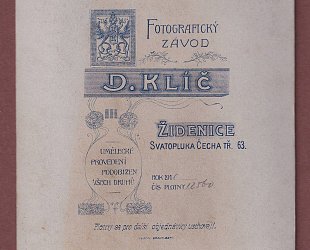 FOTOGRAFICKÝ
ZÁVOD
D. KLÍČ
ŽIDENICE
SVATOPLUKA ČECHA TŘ. 63.
UMĚLECKÉ
PROVEDENÍ
PODOBIZEN
VŠECH DRUHŮ
ROK 191
ČÍS. PLOTNY 12560
Plotny se pro další objednávky uschovají.